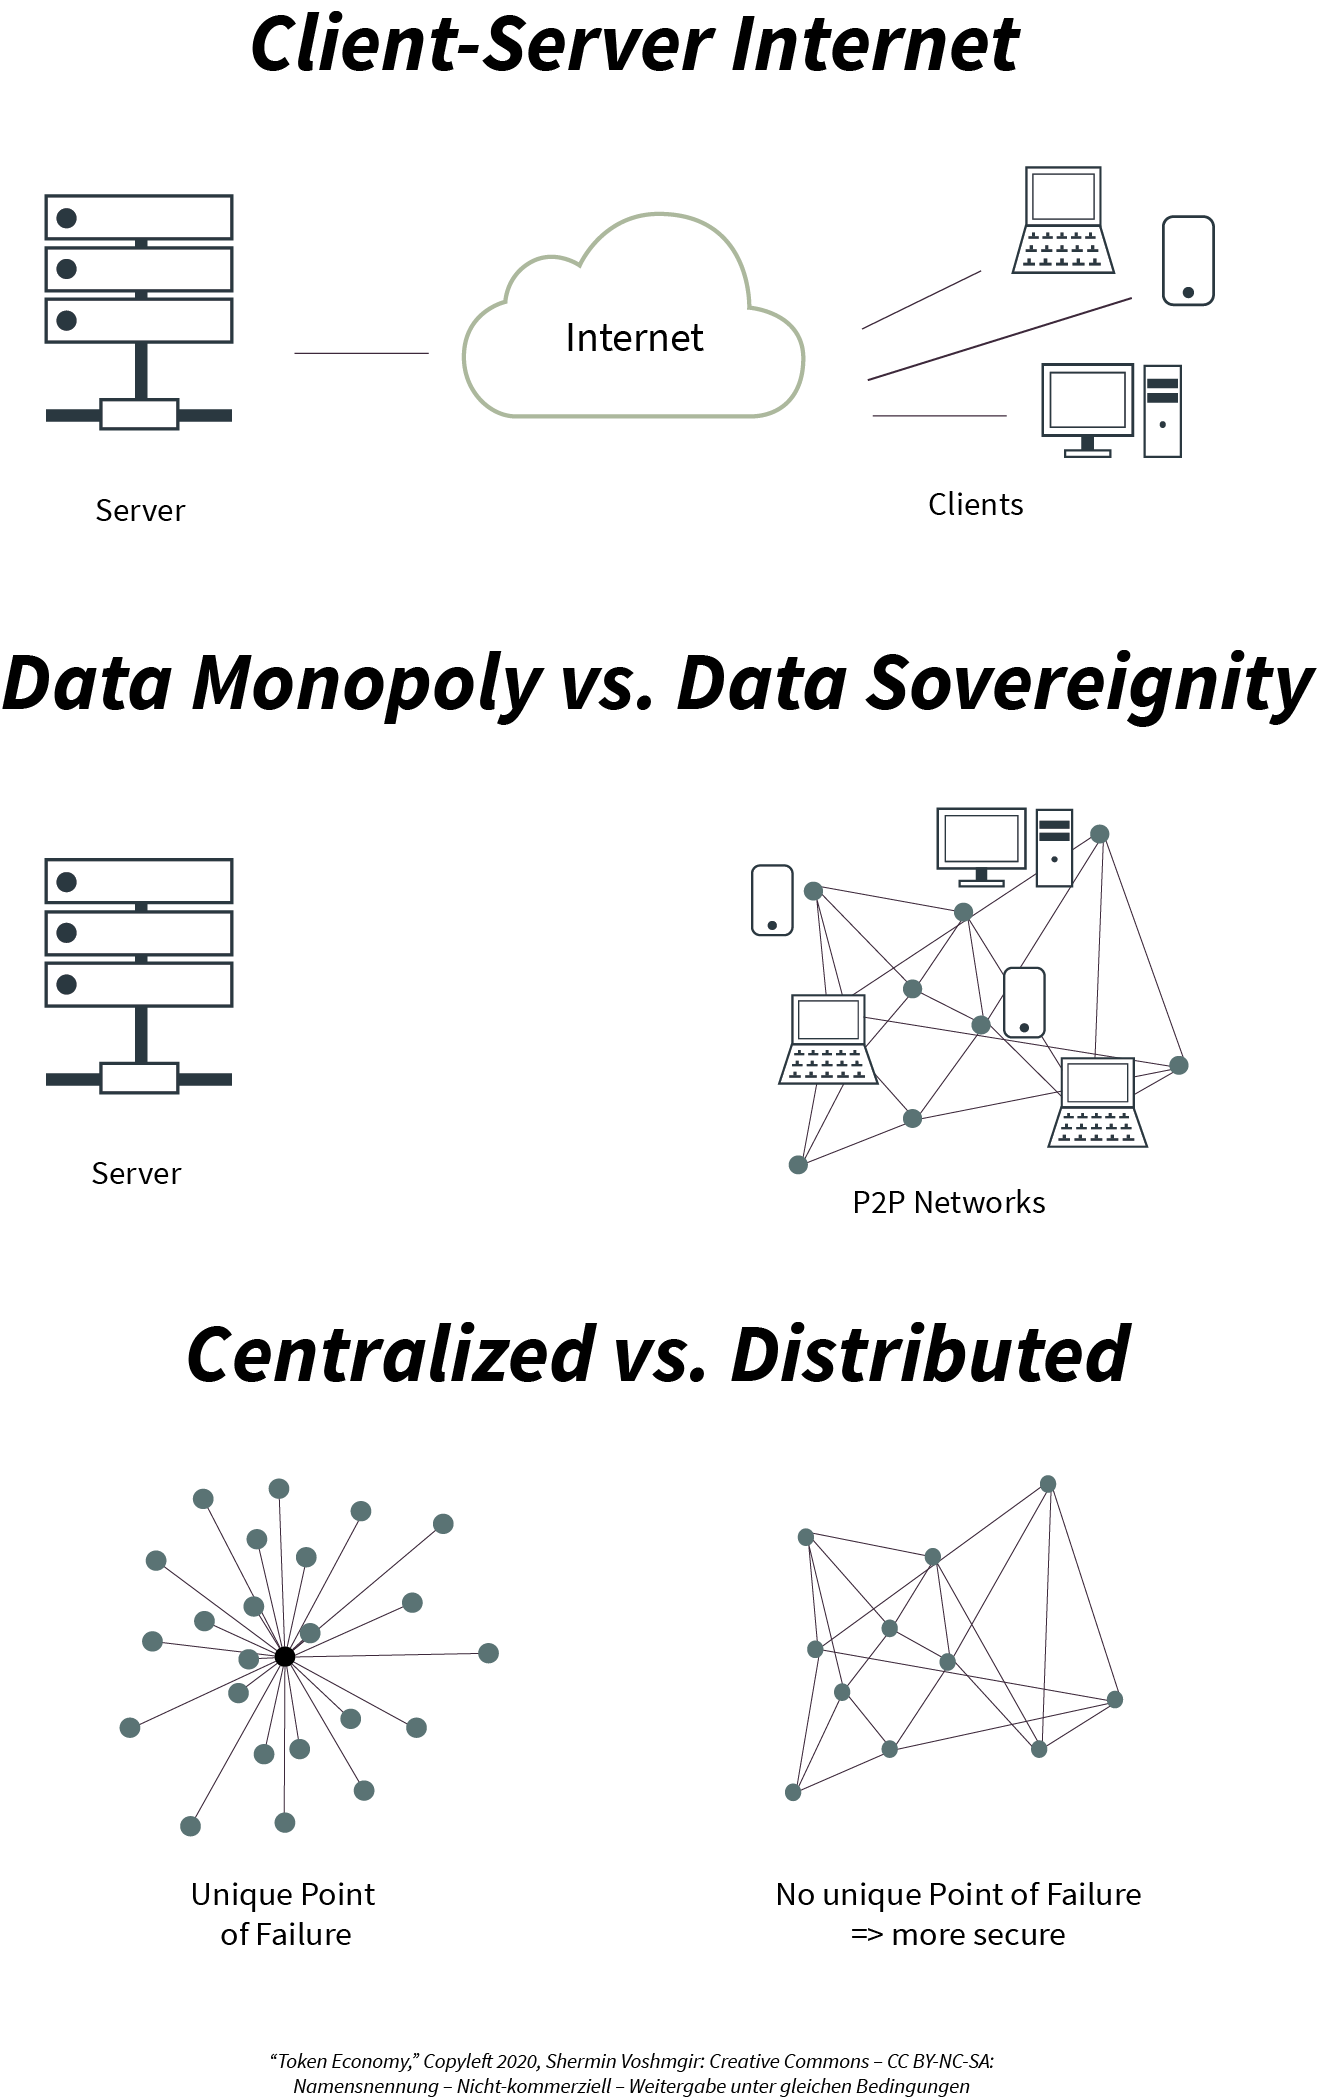 Client-Server Internet
Internet
Server
Clients
Data Monopoly vs. Data Sovereignity
Server
P2P Networks
Centralized vs. Distributed
Unique Point
of Failure
No unique Point of Failure
=> more secure
“Token Economy,” Copyleft 2020, Shermin Voshmgir: Creative Commons – CC BY-NC-SA:
Namensnennung – Nicht-kommerziell – Weitergabe unter gleichen Bedingungen